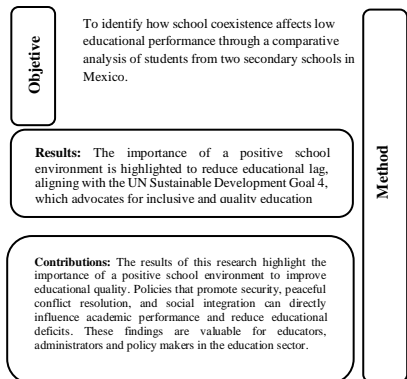 Objetive
To identify how school coexistence affects low
educational performance through a comparative
analysis of students from two secondary schools in
Mexico.
Method
Results: The importance of a positive school
environment is highlighted to reduce educational lag,
aligning with the UN Sustainable Development Goal 4,
which advocates for inclusive and quality education
Contributions: The results of this research highlight the
importance of a positive school environment to improve
educational quality. Policies that promote security, peaceful
conflict resolution, and social integration can directly
influence academic performance and reduce educational
deficits. These findings are valuable for educators,
administrators and policy makers in the education sector.